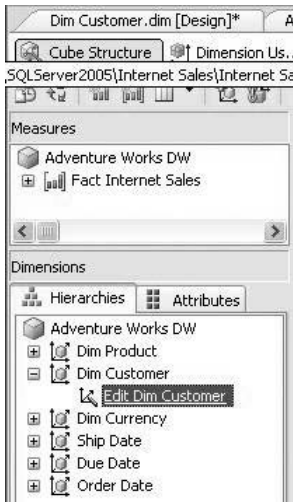 Dim Customer.dim [Design]*
Cube Structure Dimension Us..
SQLServer2005\Internet Sales\Internet Sa
Measures
Adventure Works DW
Fact Internet Sales
Dimensions
Hierarchies Attributes
Adventure Works DW
Dim Product
Dim Customer
Edit Dim Customer
Dim Currency
Ship Date
Due Date
Order Date